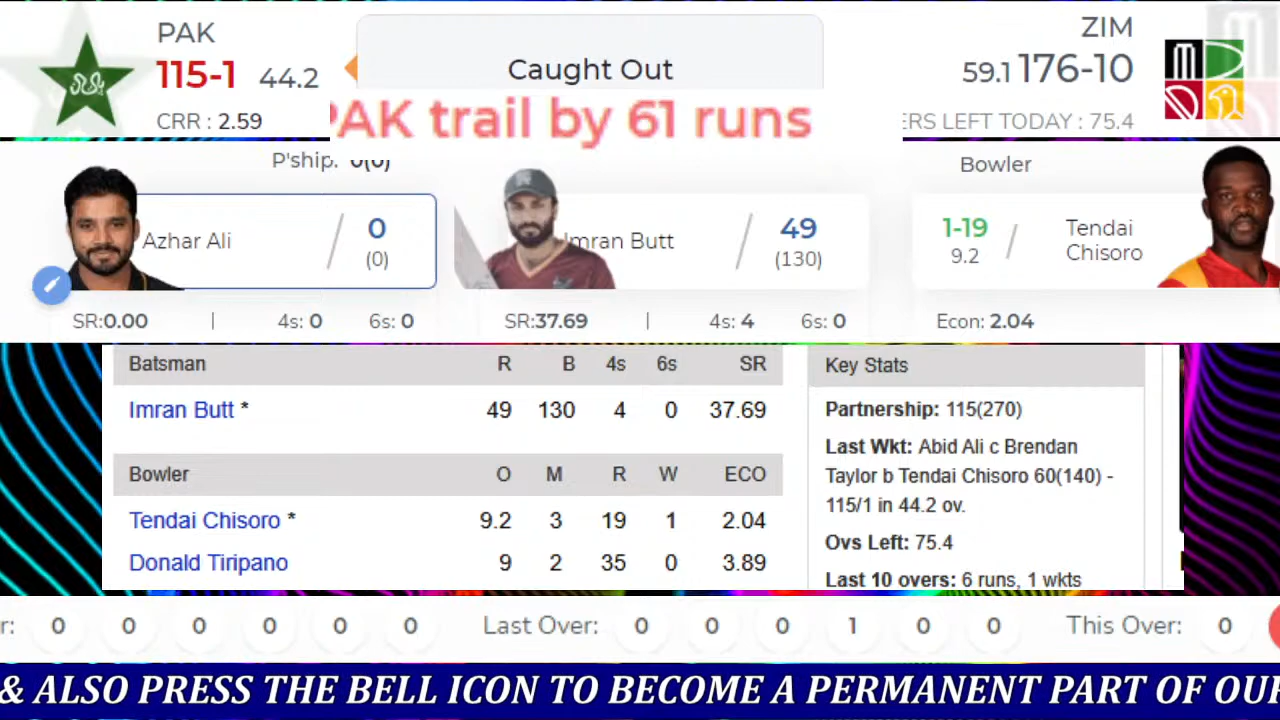 PAK
115-1 44.2
CRR : 2.59
Caught Out
PAK trail by 61 runs
ZIM
59.1 176-10
ERS LEFT TODAY : 75.4
P'ship. 0(0)
Azhar Ali
0
(0)
SR:0.00 | 4s: 0 6s: 0
Imran Butt
49
(130)
SR:37.69 | 4s: 4 6s: 0
Bowler
1-19
9.2
Tendai
Chisoro
Econ: 2.04
Batsman R B 4s 6s SR
Imran Butt * 49 130 4 0 37.69
Bowler O M R W ECO
Tendai Chisoro * 9.2 3 19 1 2.04
Donald Tiripano 9 2 35 0 3.89
Key Stats
Partnership: 115(270)
Last Wkt: Abid Ali c Brendan
Taylor b Tendai Chisoro 60(140) -
115/1 in 44.2 ov.
Ovs Left: 75.4
Last 10 overs: 6 runs, 1 wkts
r: 0 0 0 0 0 0 Last Over: 0 0 0 1 0 0 This Over: 0
& ALSO PRESS THE BELL ICON TO BECOME A PERMANENT PART OF OUR